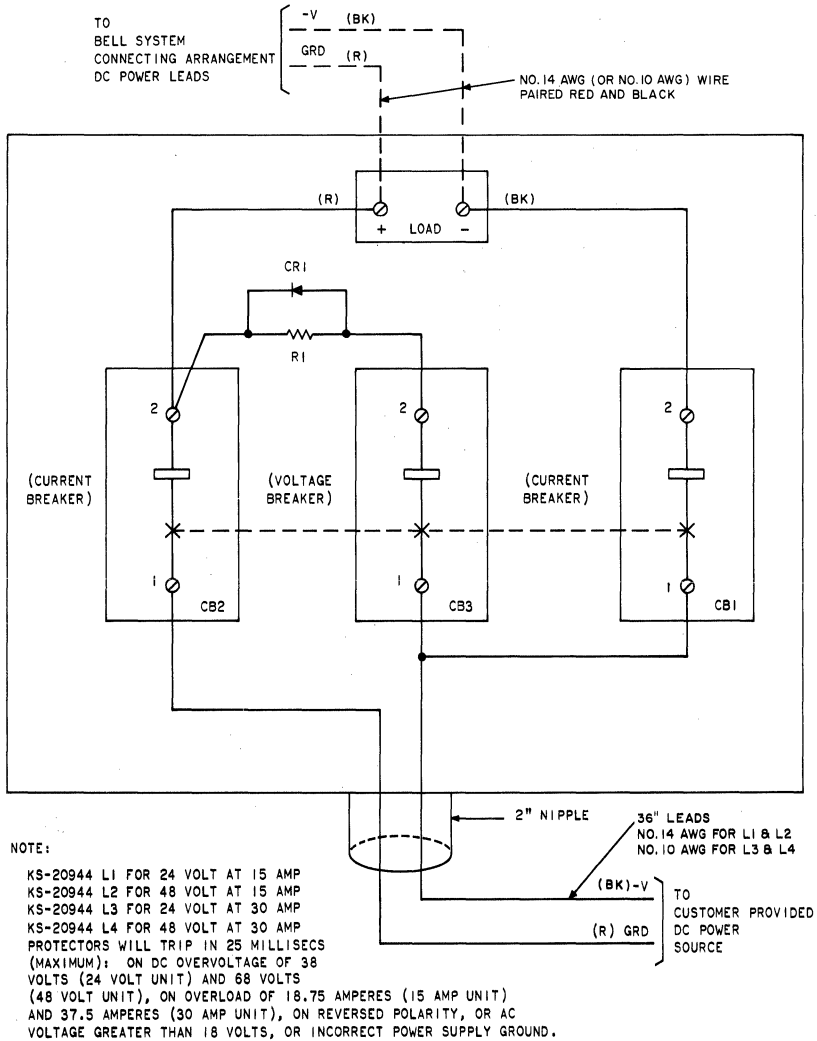 TO
BELL SYSTEM
CONNECTING ARRANGEMENT
DC POWER LEADS
-V (BK)
GRD (R)
NO.14 AWG (OR NO.10 AWG) WIRE
PAIRED RED AND BLACK
(R)
(BK)
+ LOAD -
CR1
R1
2
2
2
(CURRENT
BREAKER)
(VOLTAGE
BREAKER)
(CURRENT
BREAKER)
1
1
1
CB2
CB3
CB1
2" NIPPLE
36" LEADS
NO.14 AWG FOR L1 & L2
NO.10 AWG FOR L3 & L4
(BK)-V
(R) GRD
TO
CUSTOMER PROVIDED
DC POWER
SOURCE
NOTE:
KS-20944 L1 FOR 24 VOLT AT 15 AMP
KS-20944 L2 FOR 48 VOLT AT 15 AMP
KS-20944 L3 FOR 24 VOLT AT 30 AMP
KS-20944 L4 FOR 48 VOLT AT 30 AMP
PROTECTORS WILL TRIP IN 25 MILLISECS
(MAXIMUM): ON DC OVERVOLTAGE OF 38
VOLTS (24 VOLT UNIT) AND 68 VOLTS
(48 VOLT UNIT), ON OVERLOAD OF 18.75 AMPERES (15 AMP UNIT)
AND 37.5 AMPERES (30 AMP UNIT), ON REVERSED POLARITY, OR AC
VOLTAGE GREATER THAN 18 VOLTS, OR INCORRECT POWER SUPPLY GROUND.